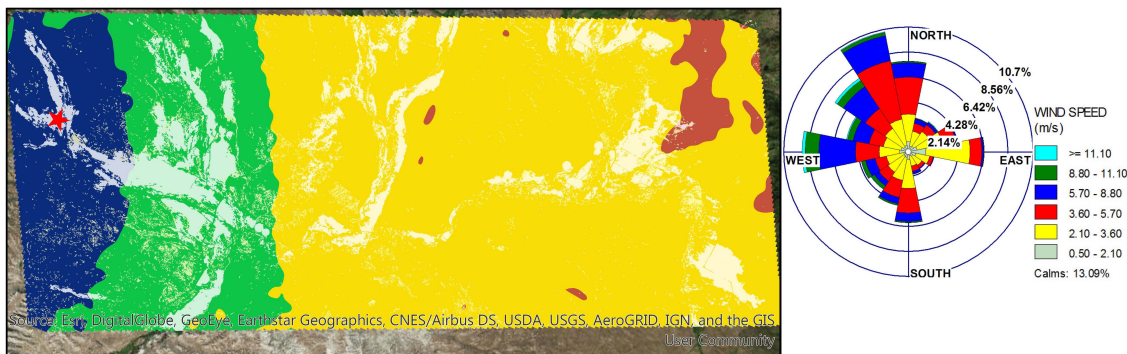 Source: Esri, DigitalGlobe, GeoEye, Earthstar Geographics, CNES/Airbus DS, USDA, USGS, AeroGRID, IGN, and the GIS
User Community
NORTH
10.7%
8.56%
6.42%
4.28%
2.14%
WEST
EAST
SOUTH
WIND SPEED
(m/s)
>= 11.10
8.80 - 11.10
5.70 - 8.80
3.60 - 5.70
2.10 - 3.60
0.50 - 2.10
Calms: 13.09%